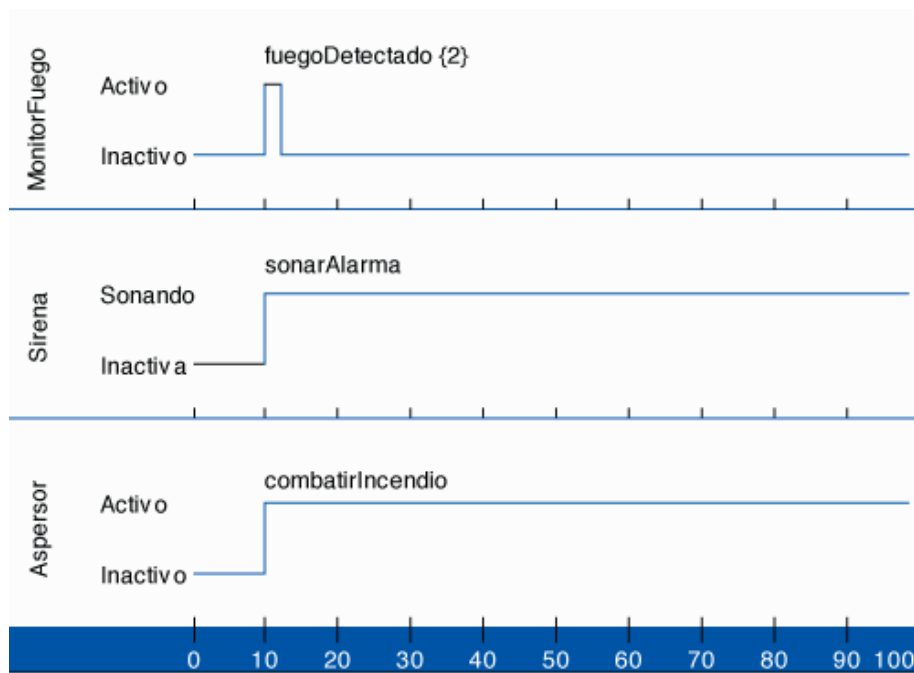 MonitorFuego
fuegoDetectado {2}
Activo
Inactivo
Sirena
sonarAlarma
Sonando
Inactiva
Aspersor
combatirIncendio
Activo
Inactivo
0 10 20 30 40 50 60 70 80 90 100